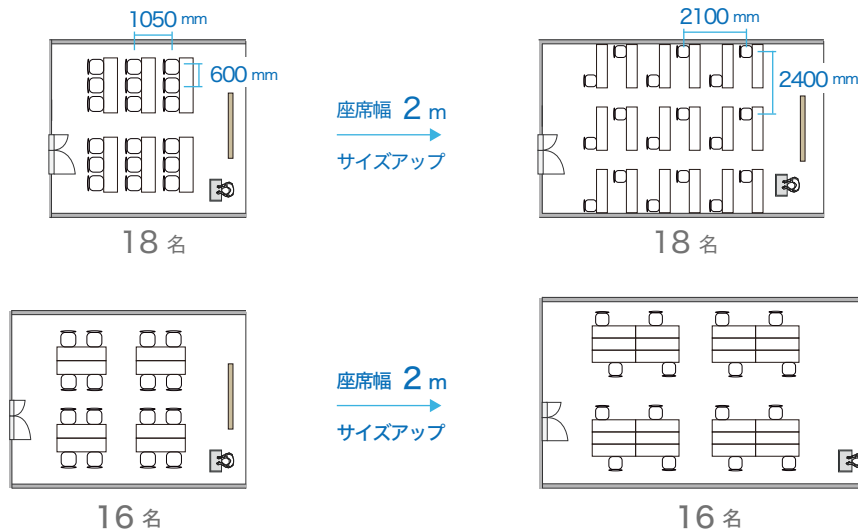 1050 mm
600 mm
座席幅 2 m
サイズアップ
2100 mm
2400 mm
18 名
18 名
座席幅 2 m
サイズアップ
16 名
16 名